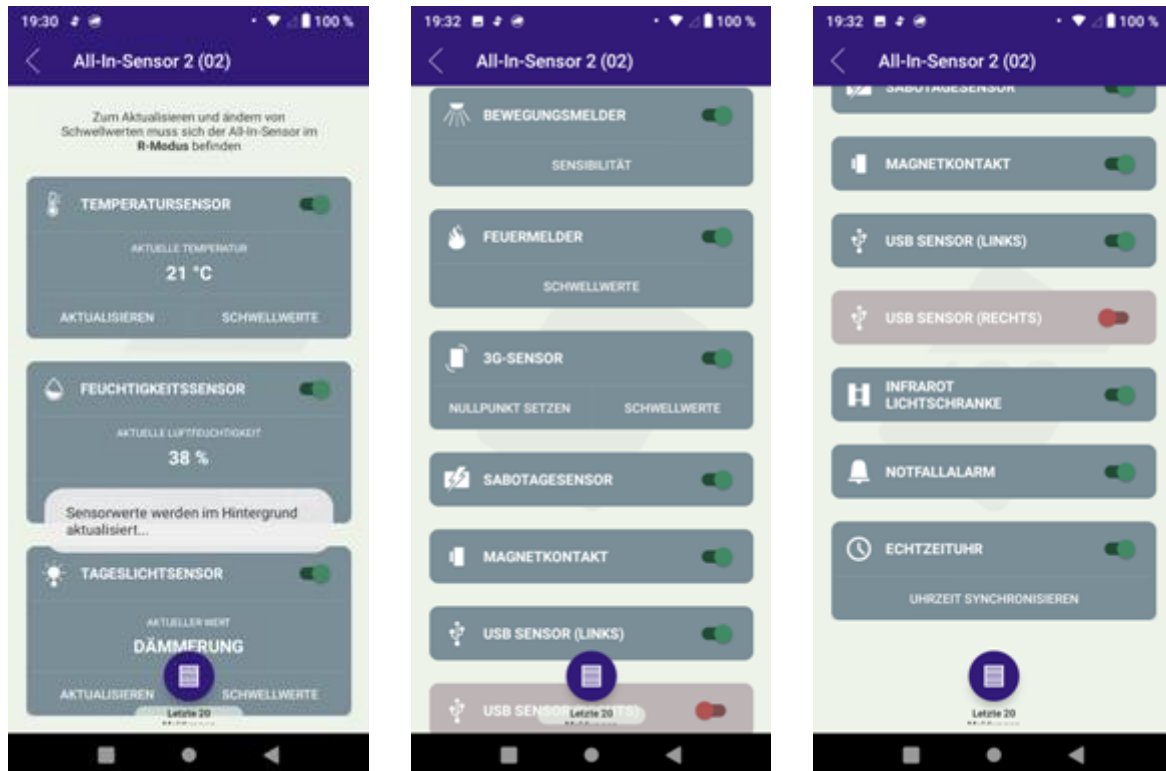 19:30
100 %
All-In-Sensor 2 (02)
Zum Aktualisieren und ändern von
Schwellwerten muss sich der All-In-Sensor im
R-Modus befinden
TEMPERATURSENSOR
AKTUELLE TEMPERATUR
21 °C
AKTUALISIEREN SCHWELLWERTE
FEUCHTIGKEITSSENSOR
AKTUELLE LUFTFEUCHTIGKEIT
38 %
Sensorwerte werden im Hintergrund
aktualisiert...
TAGESLICHTSENSOR
AKTUELLER WERT
DÄMMERUNG
AKTUALISIEREN SCHWELLWERTE
Letzte 20
19:32
100 %
All-In-Sensor 2 (02)
BEWEGUNGSMELDER
SENSIBILITÄT
FEUERMELDER
SCHWELLWERTE
3G-SENSOR
NULLPUNKT SETZEN SCHWELLWERTE
SABOTAGESENSOR
MAGNETKONTAKT
USB SENSOR (LINKS)
USB
Letzte 20
19:32
100 %
All-In-Sensor 2 (02)
SABOTAGESENSOR
MAGNETKONTAKT
USB SENSOR (LINKS)
USB SENSOR (RECHTS)
INFRAROT
LICHTSCHRANKE
NOTFALLALARM
ECHTZEITUHR
UHRZEIT SYNCHRONISIEREN
Letzte 20